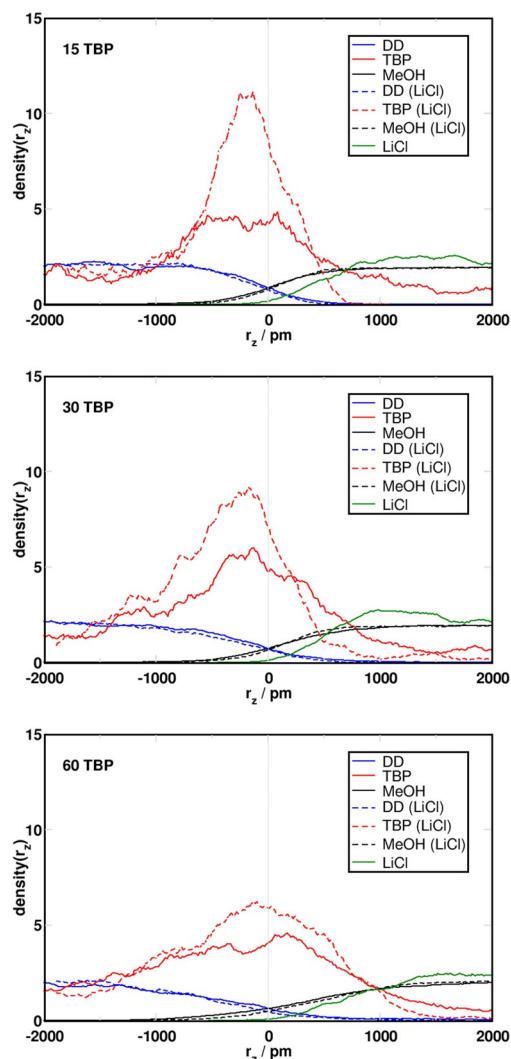 15 TBP
DD
TBP
MeOH
DD (LiCl)
TBP (LiCl)
MeOH (LiCl)
LiCl
15
10
5
0
density(r_z)
-2000 -1000 0 1000 2000
r_z / pm
30 TBP
DD
TBP
MeOH
DD (LiCl)
TBP (LiCl)
MeOH (LiCl)
LiCl
15
10
5
0
density(r_z)
-2000 -1000 0 1000 2000
r_z / pm
60 TBP
DD
TBP
MeOH
DD (LiCl)
TBP (LiCl)
MeOH (LiCl)
LiCl
15
10
5
0
density(r_z)
-2000 -1000 0 1000 2000
r_z / pm